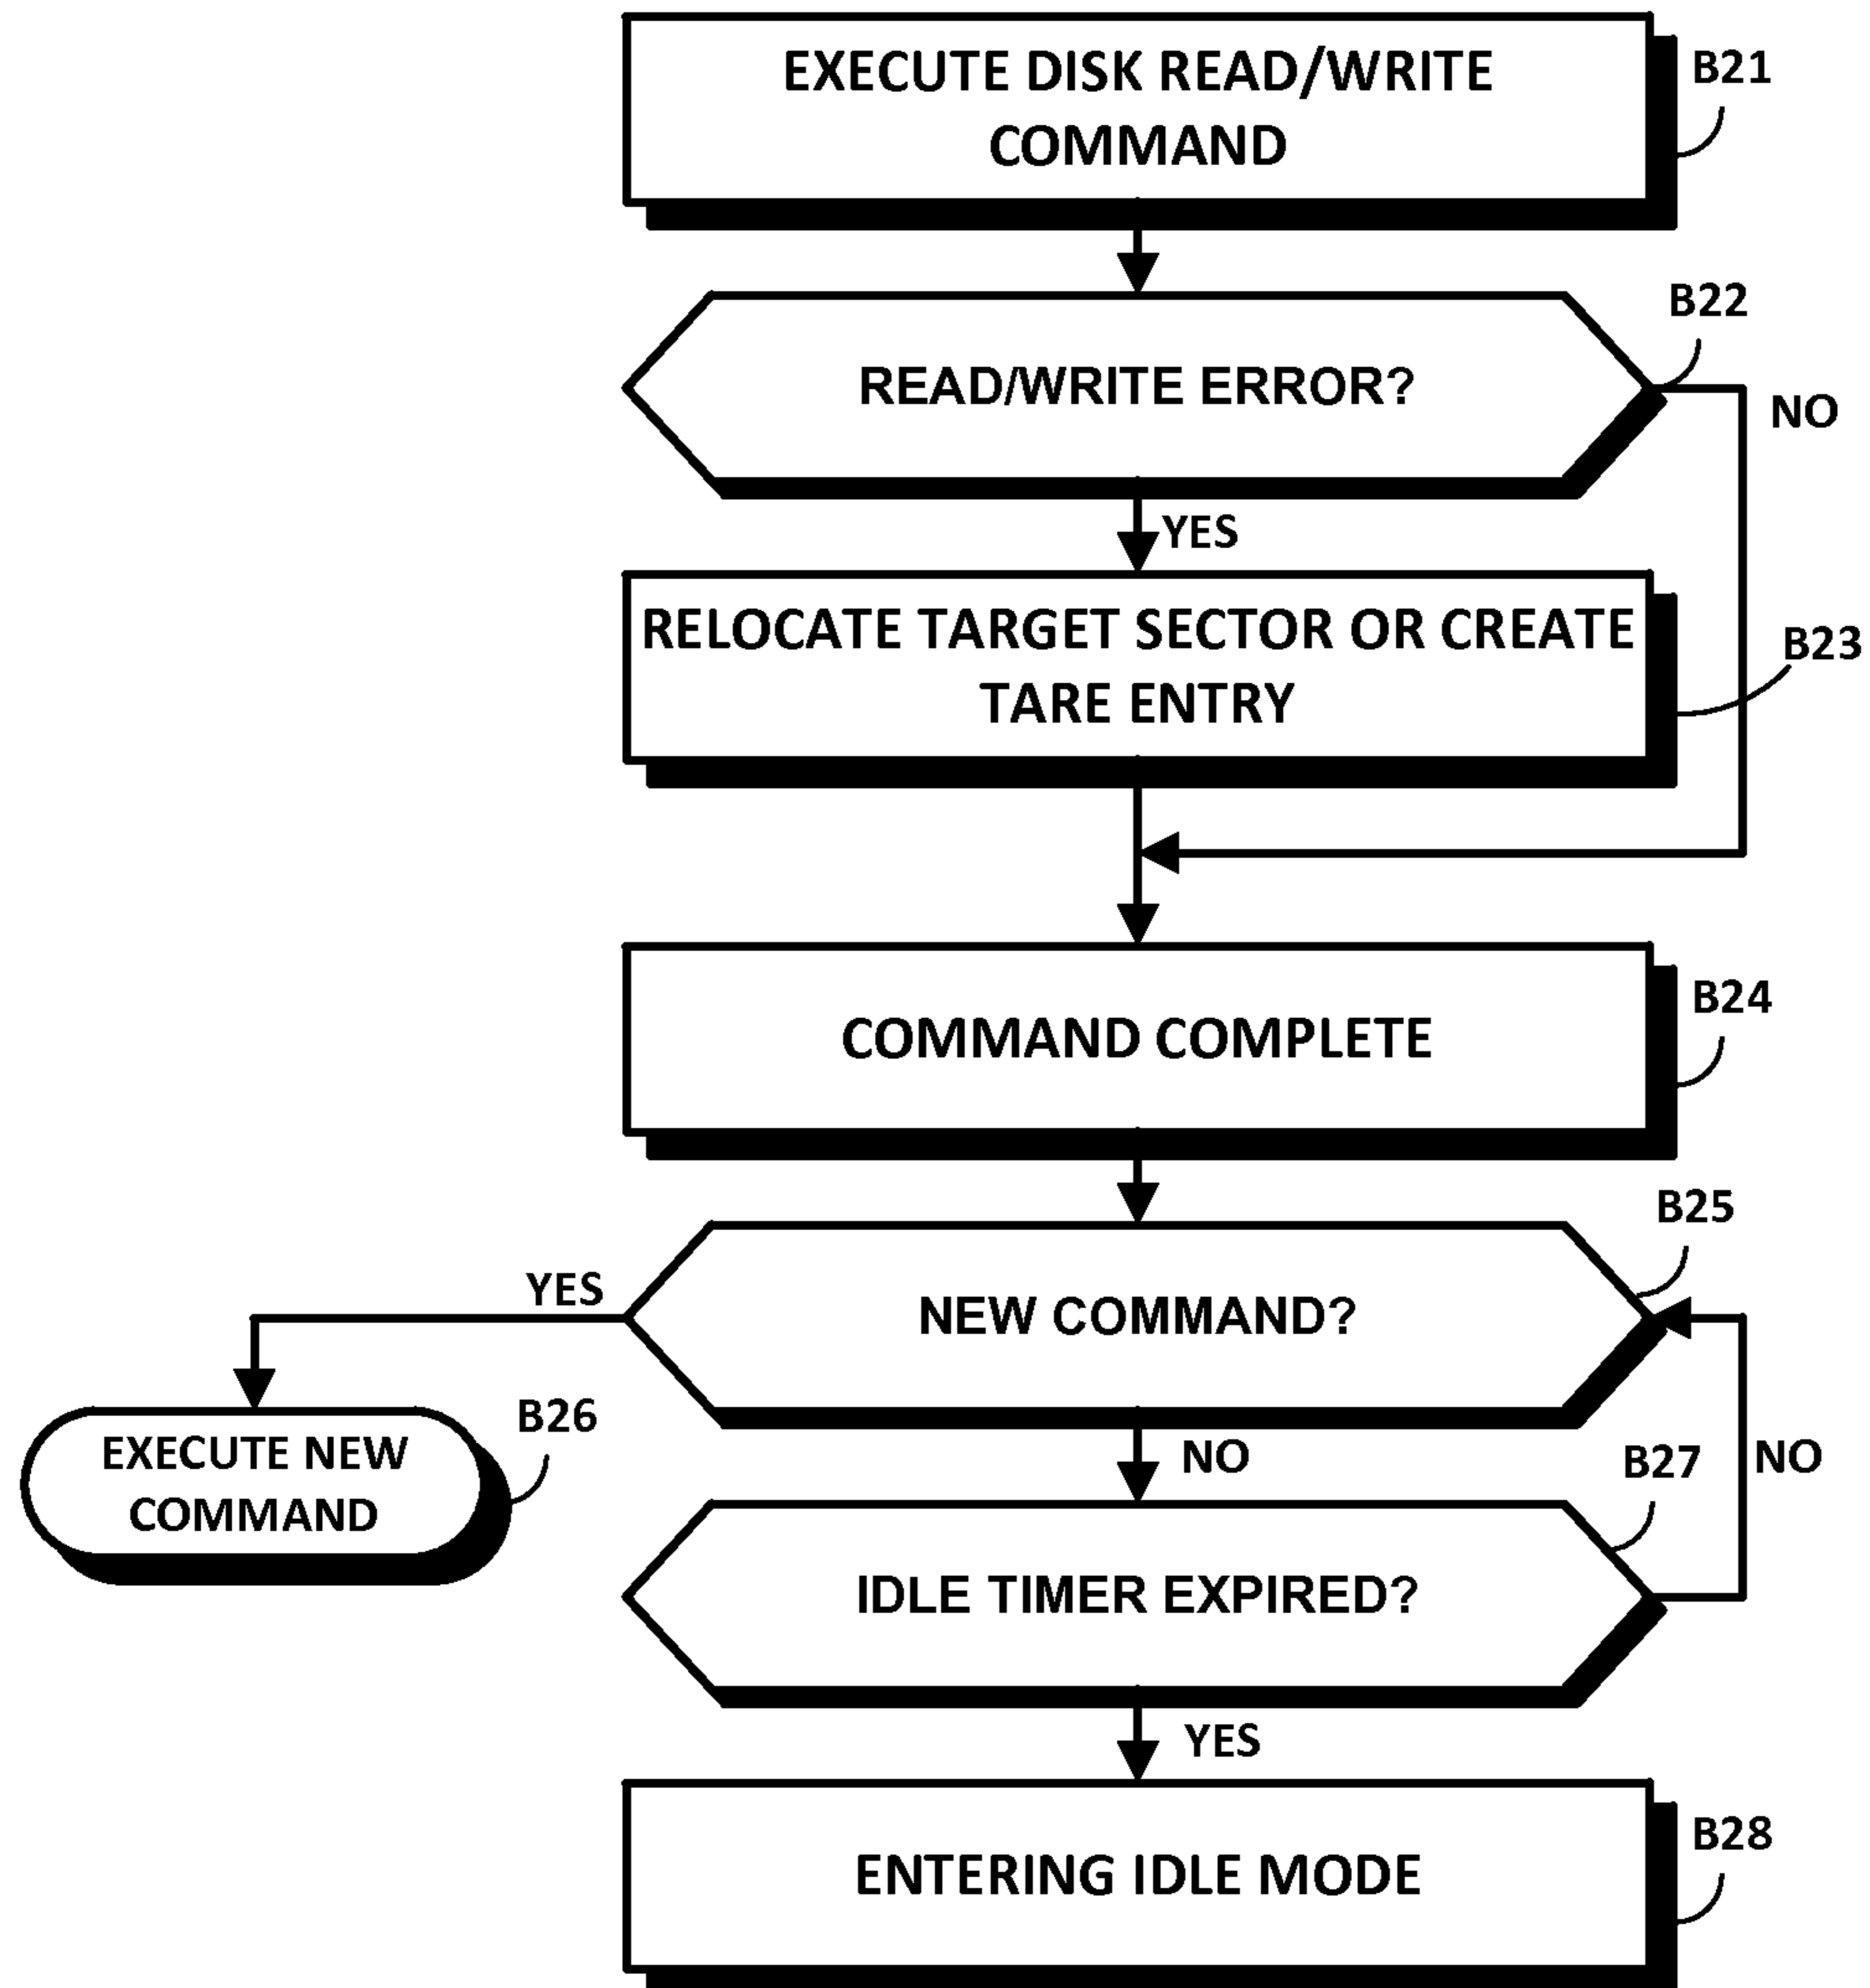 EXECUTE DISK READ/WRITE
COMMAND
B21
B22
READ/WRITE ERROR?
NO
YES
RELOCATE TARGET SECTOR OR CREATE
TARE ENTRY
B23
COMMAND COMPLETE
B24
B25
YES
NEW COMMAND?
B26
EXECUTE NEW
COMMAND
NO
B27
NO
IDLE TIMER EXPIRED?
YES
ENTERING IDLE MODE
B28